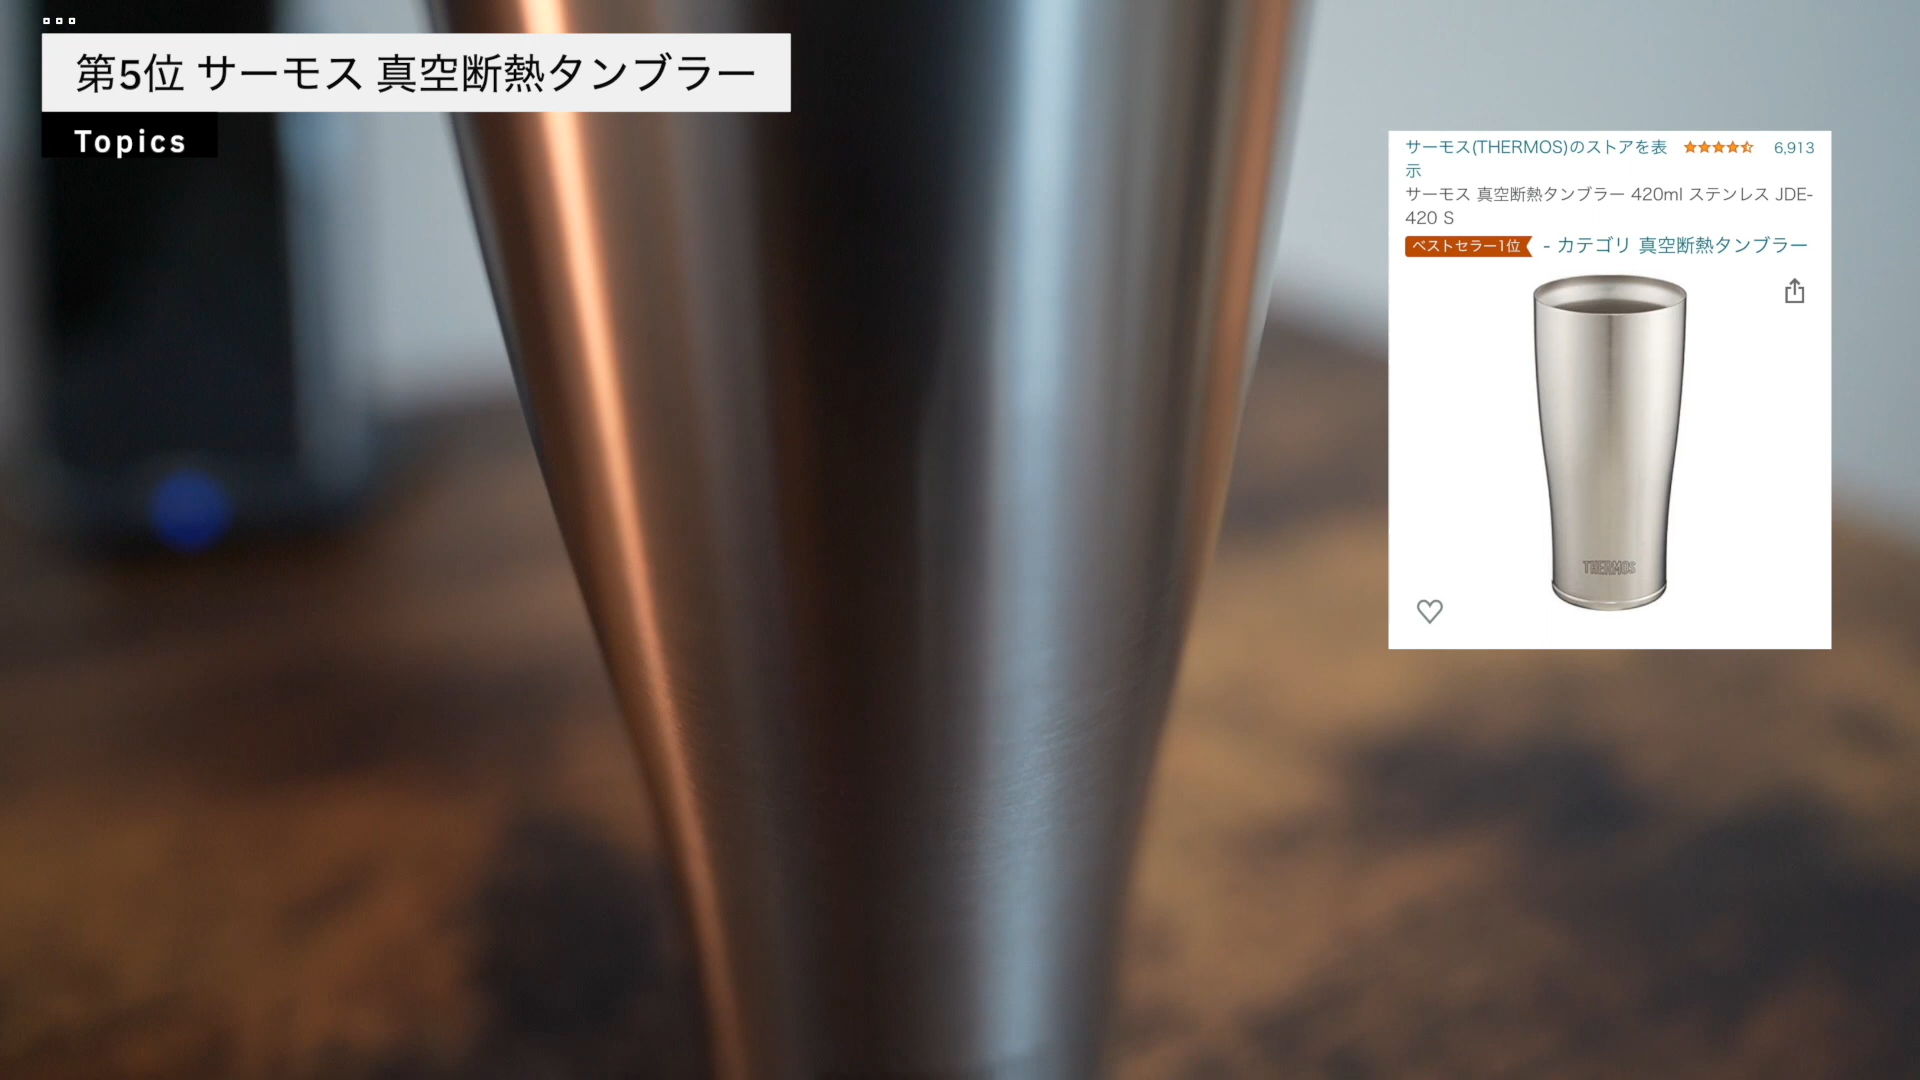 第5位 サーモス 真空断熱タンブラー
Topics
サーモス(THERMOS)のストアを表
示
6,913
サーモス 真空断熱タンブラー 420ml ステンレス JDE-
420 S
ベストセラー1位 - カテゴリ 真空断熱タンブラー
THERMOS